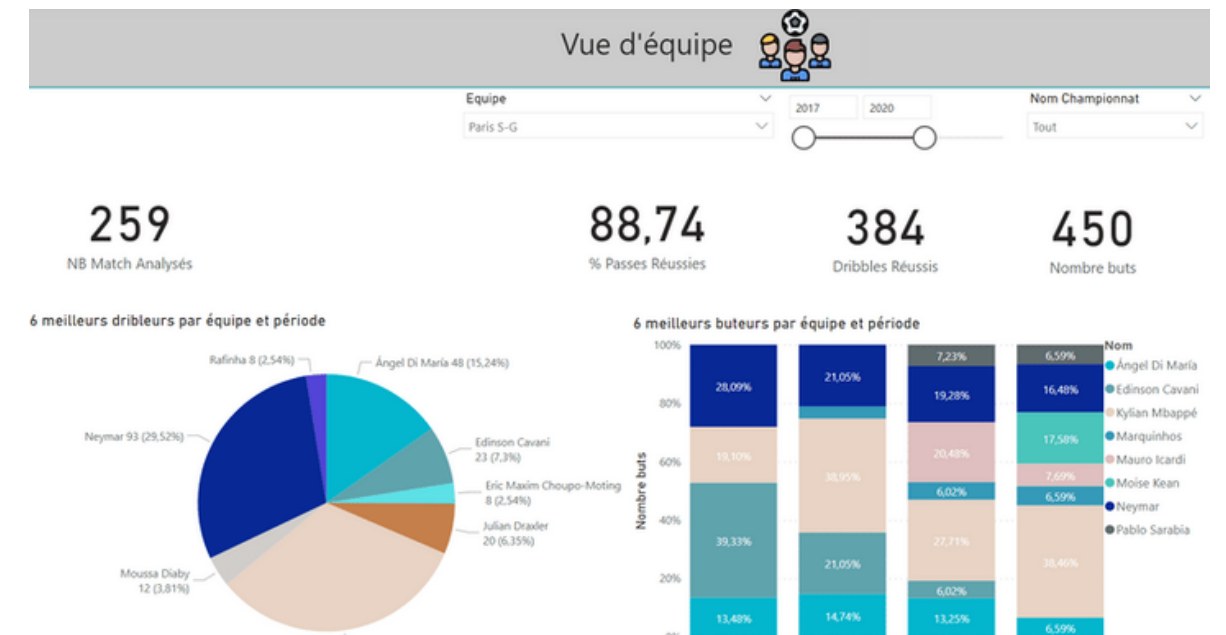 Vue d'équipe
Equipe
Paris S-G
2017 2020
Nom Championnat
Tout
259
NB Match Analysés
88,74
% Passes Réussies
384
Dribbles Réussis
450
Nombre buts
6 meilleurs dribleurs par équipe et période
Rafinha 8 (2,54%)
Ángel Di María 48 (15,24%)
Neymar 93 (29,52%)
Edinson Cavani
23 (7,3%)
Eric Maxim Choupo-Moting
8 (2,54%)
Julian Draxler
20 (6,35%)
Moussa Diaby
12 (3,81%)
6 meilleurs buteurs par équipe et période
Nombre buts
100%
80%
60%
40%
20%
28,09%
19,10%
39,33%
13,48%
21,05%
38,95%
21,05%
14,74%
7,23%
19,28%
20,48%
6,02%
27,71%
6,02%
13,25%
6,59%
16,48%
17,58%
7,69%
6,59%
38,46%
6,59%
Nom
Ángel Di María
Edinson Cavani
Kylian Mbappé
Marquinhos
Mauro Icardi
Moise Kean
Neymar
Pablo Sarabia